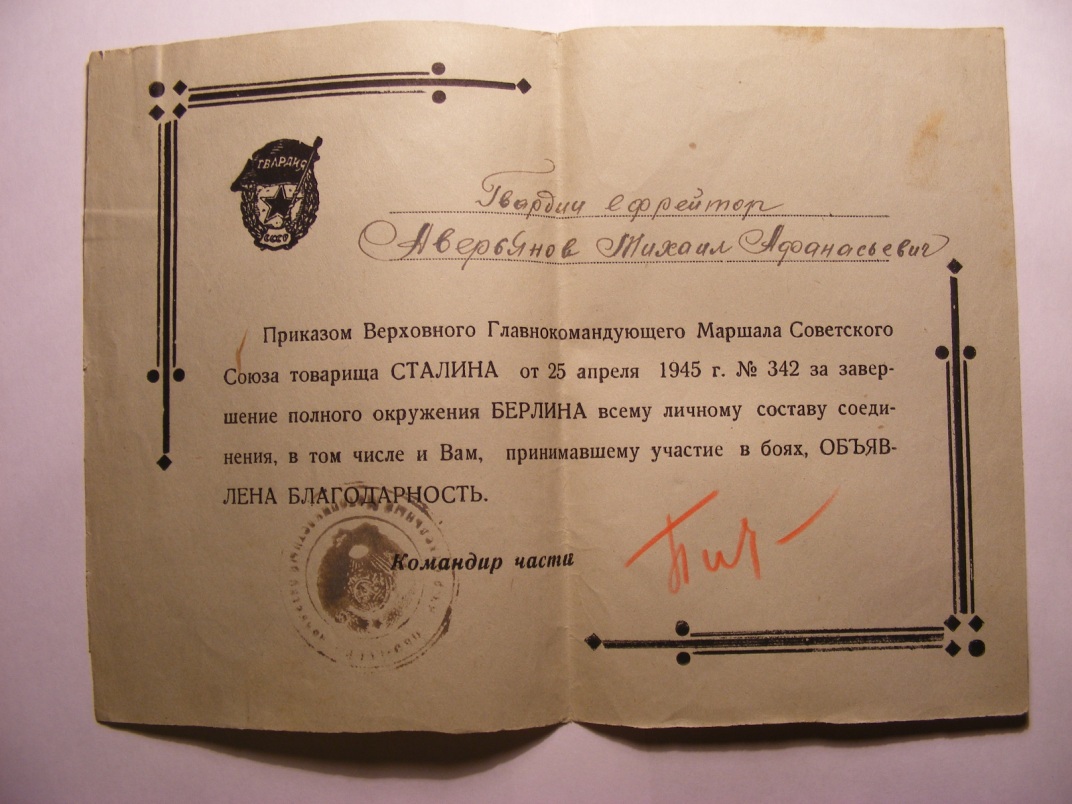 ГВАРДИЯ
СССР
Гвардии ефрейтор
Аверьянов Михаил Афанасьевич
Приказом Верховного Главнокомандующего Маршала Советского
Союза товарища СТАЛИНА от 25 апреля 1945 г. № 342 за завер-
шение полного окружения БЕРЛИНА всему личному составу соеди-
нения, в том числе и Вам, принимавшему участие в боях, ОБЪЯВ-
ЛЕНА БЛАГОДАРНОСТЬ.
Командир части